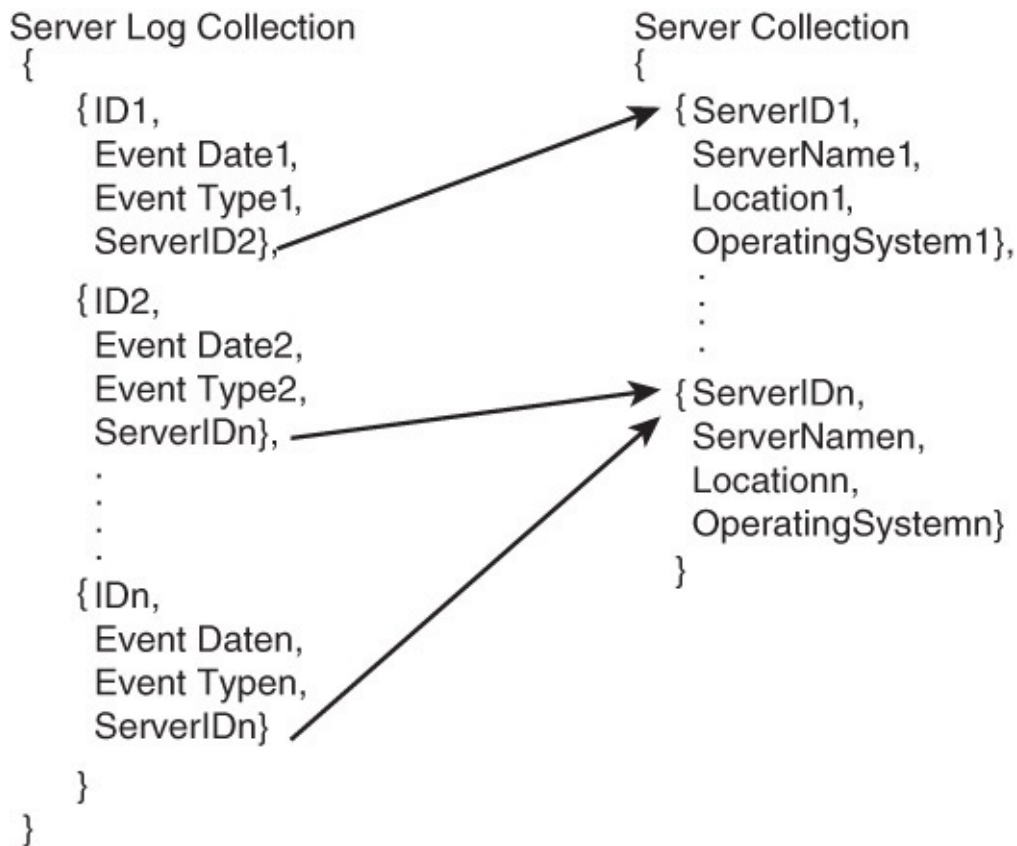 Server Log Collection
{
{ID1,
Event Date1,
Event Type1,
ServerID2},
{ID2,
Event Date2,
Event Type2,
ServerIDn},
.
.
.
.
{IDn,
Event Daten,
Event Typen,
ServerIDn}
}
}
Server Collection
{
{ServerID1,
ServerName1,
Location1,
OperatingSystem1},
.
.
.
.
{ServerIDn,
ServerNamen,
Locationn,
OperatingSystemn}
}